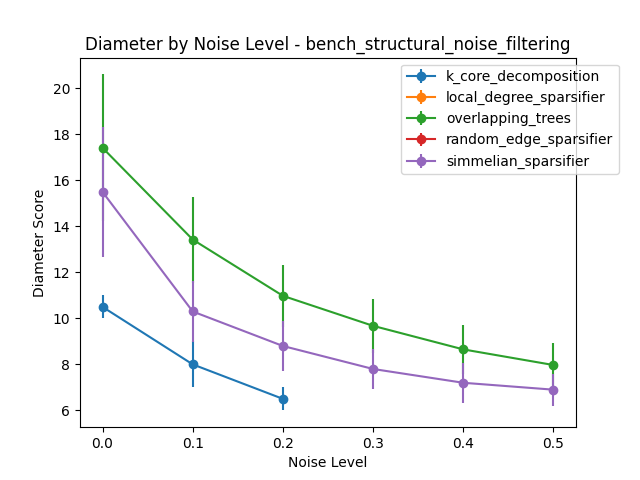 Diameter by Noise Level - bench_structural_noise_filtering
k_core_decomposition
local_degree_sparsifier
overlapping_trees
random_edge_sparsifier
simmelian_sparsifier
Diameter Score
20
18
16
14
12
10
8
6
0.0 0.1 0.2 0.3 0.4 0.5
Noise Level